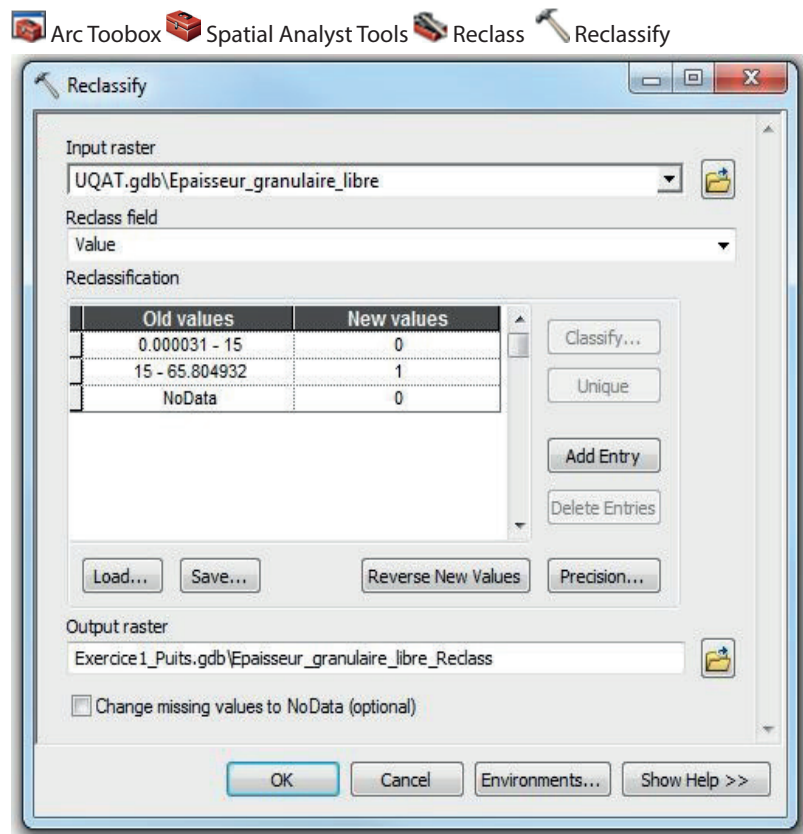 Arc Toobox Spatial Analyst Tools Reclass Reclassify
Reclassify
Input raster
UQAT.gdb\Epaisseur_granulaire_libre
Reclass field
Value
Reclassification
Old values New values
0.000031 - 15 0
15 - 65.804932 1
NoData 0
Classify...
Unique
Add Entry
Delete Entries
Load... Save... Reverse New Values Precision...
Output raster
Exercice1_Puits.gdb\Epaisseur_granulaire_libre_Reclass
Change missing values to NoData (optional)
OK Cancel Environments... Show Help >>